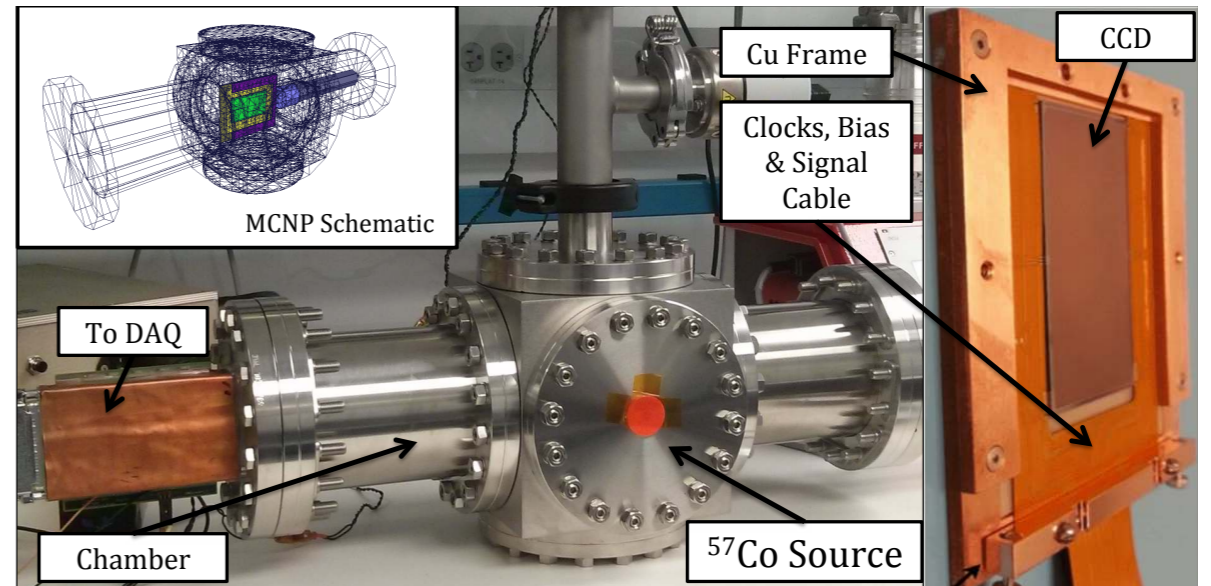 MCNP Schematic
To DAQ
Chamber
Cu Frame
Clocks, Bias
& Signal
Cable
⁵⁷Co Source
CCD